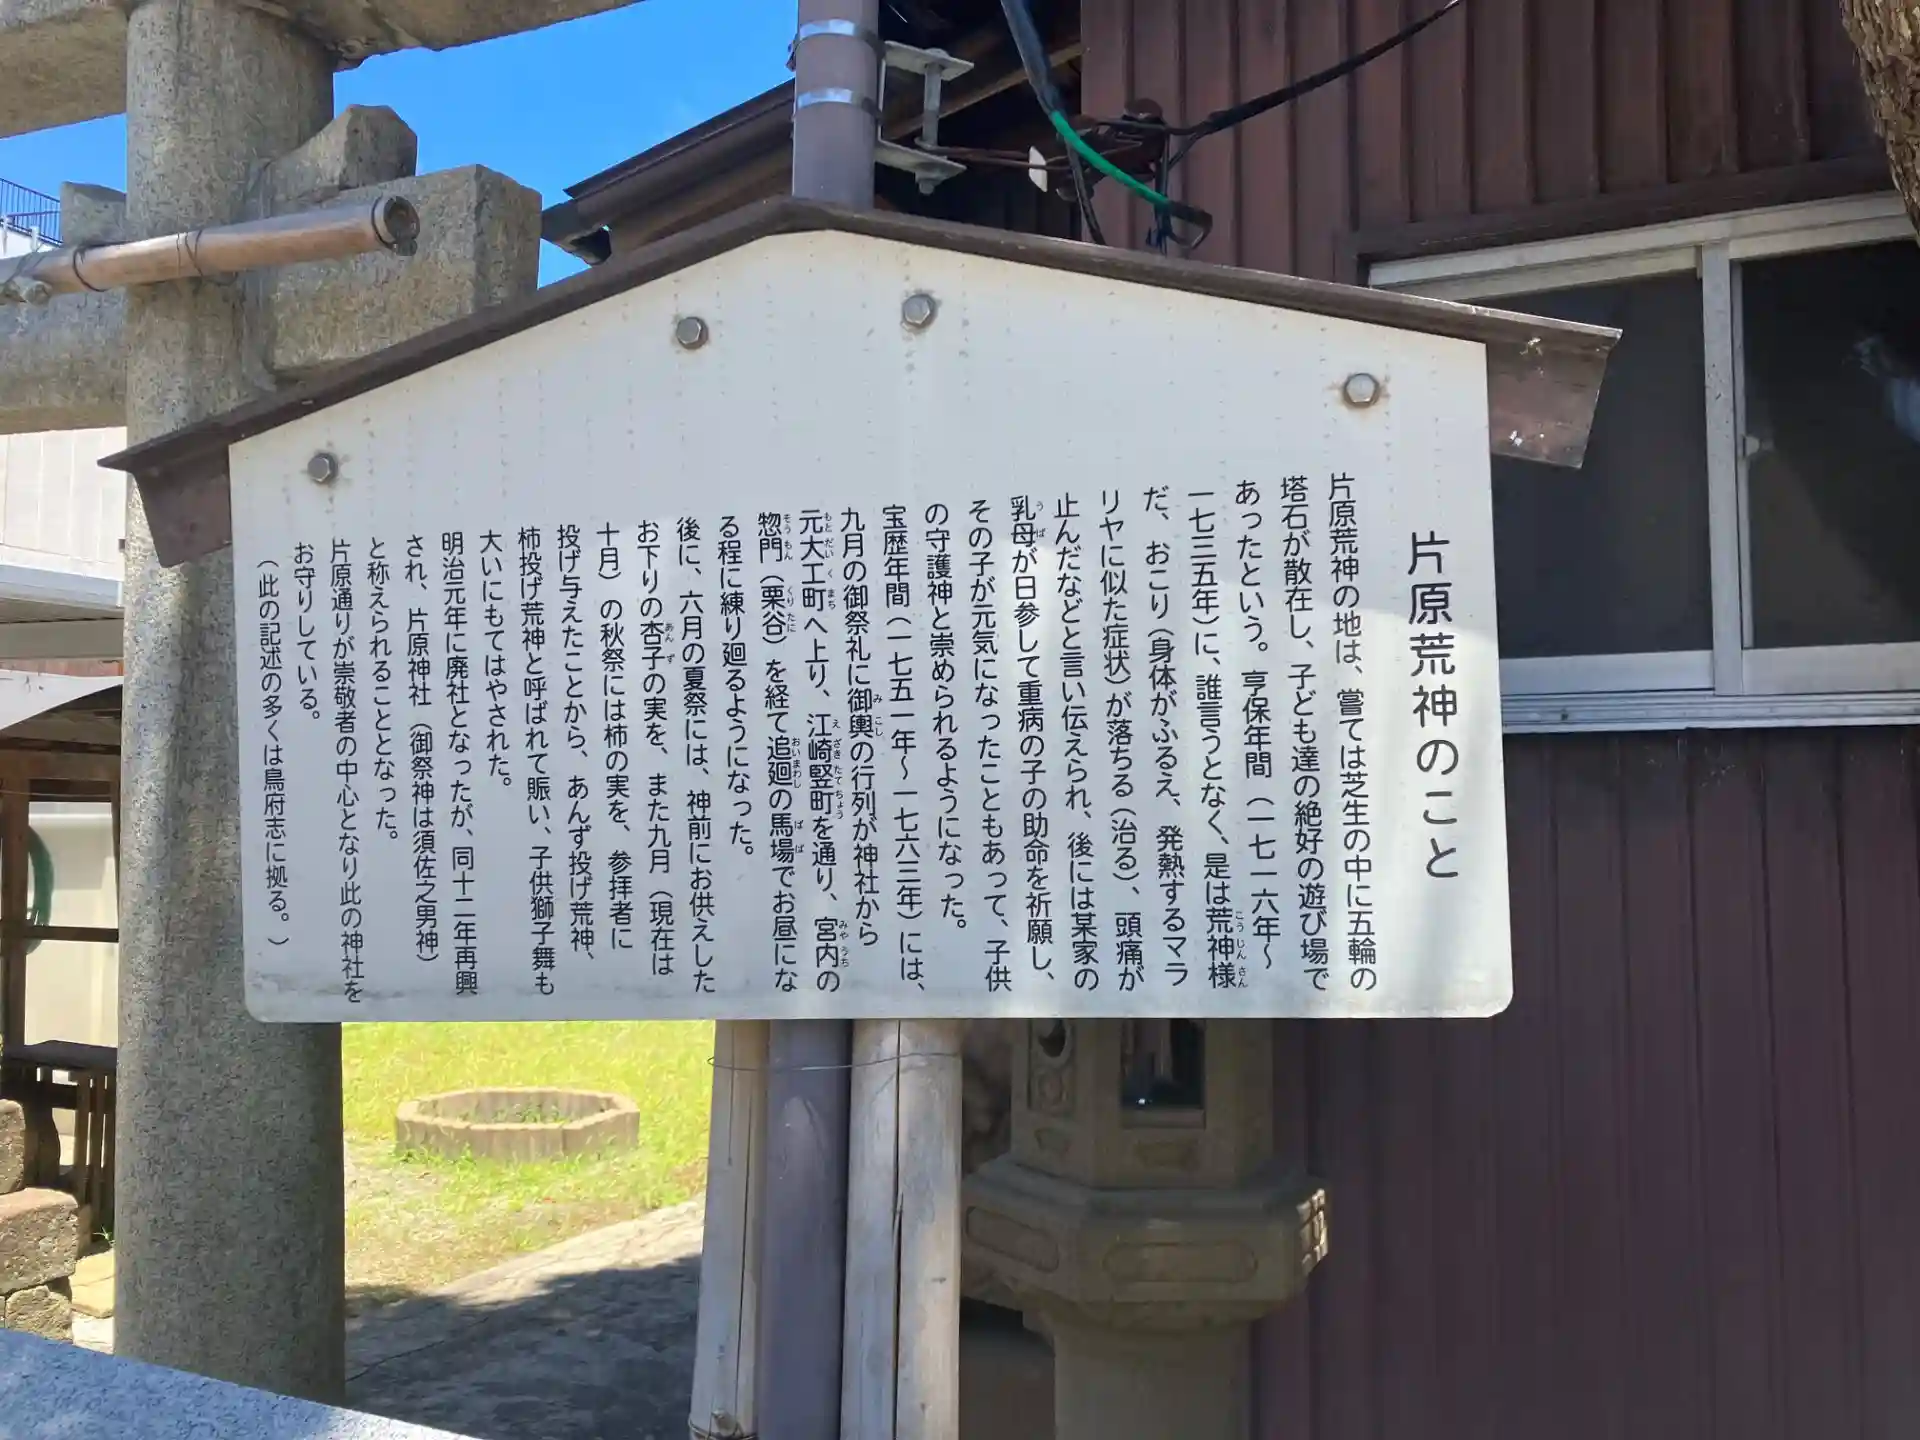 片原荒神のこと
片原荒神の地は、嘗ては芝生の中に五輪の
塔石が散在し、子ども達の絶好の遊び場で
あったという。亨保年間（一七一六年～
一七三五年）に、誰言うとなく、是は荒神様
だ、おこり（身体がふるえ、発熱するマラ
リヤに似た症状）が落ちる（治る）、頭痛が
止んだなどと言い伝えられ、後には某家の
乳母が日参して重病の子の助命を祈願し、
その子が元気になったこともあって、子供
の守護神と崇められるようになった。
宝歴年間（一七五一年～一七六三年）には、
九月の御祭礼に御輿の行列が神社から
元大工町へ上り、江崎竪町を通り、宮内の
惣門（栗谷）を経て追廻の馬場でお昼にな
る程に練り廻るようになった。
後に、六月の夏祭には、神前にお供えした
お下りの杏子の実を、また九月（現在は
十月）の秋祭には柿の実を、参拝者に
投げ与えたことから、あんず投げ荒神、
柿投げ荒神と呼ばれて賑い、子供獅子舞も
大いにもてはやされた。
明治元年に廃社となったが、同十二年再興
され、片原神社（御祭神は須佐之男神）
と称えられることとなった。
片原通りが崇敬者の中心となり此の神社を
お守りしている。
（此の記述の多くは鳥府志に拠る。）